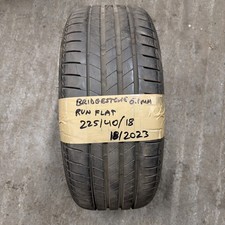 BRIDGESTONE 6.1MM
RUN FLAT
225/40/18
18/2023